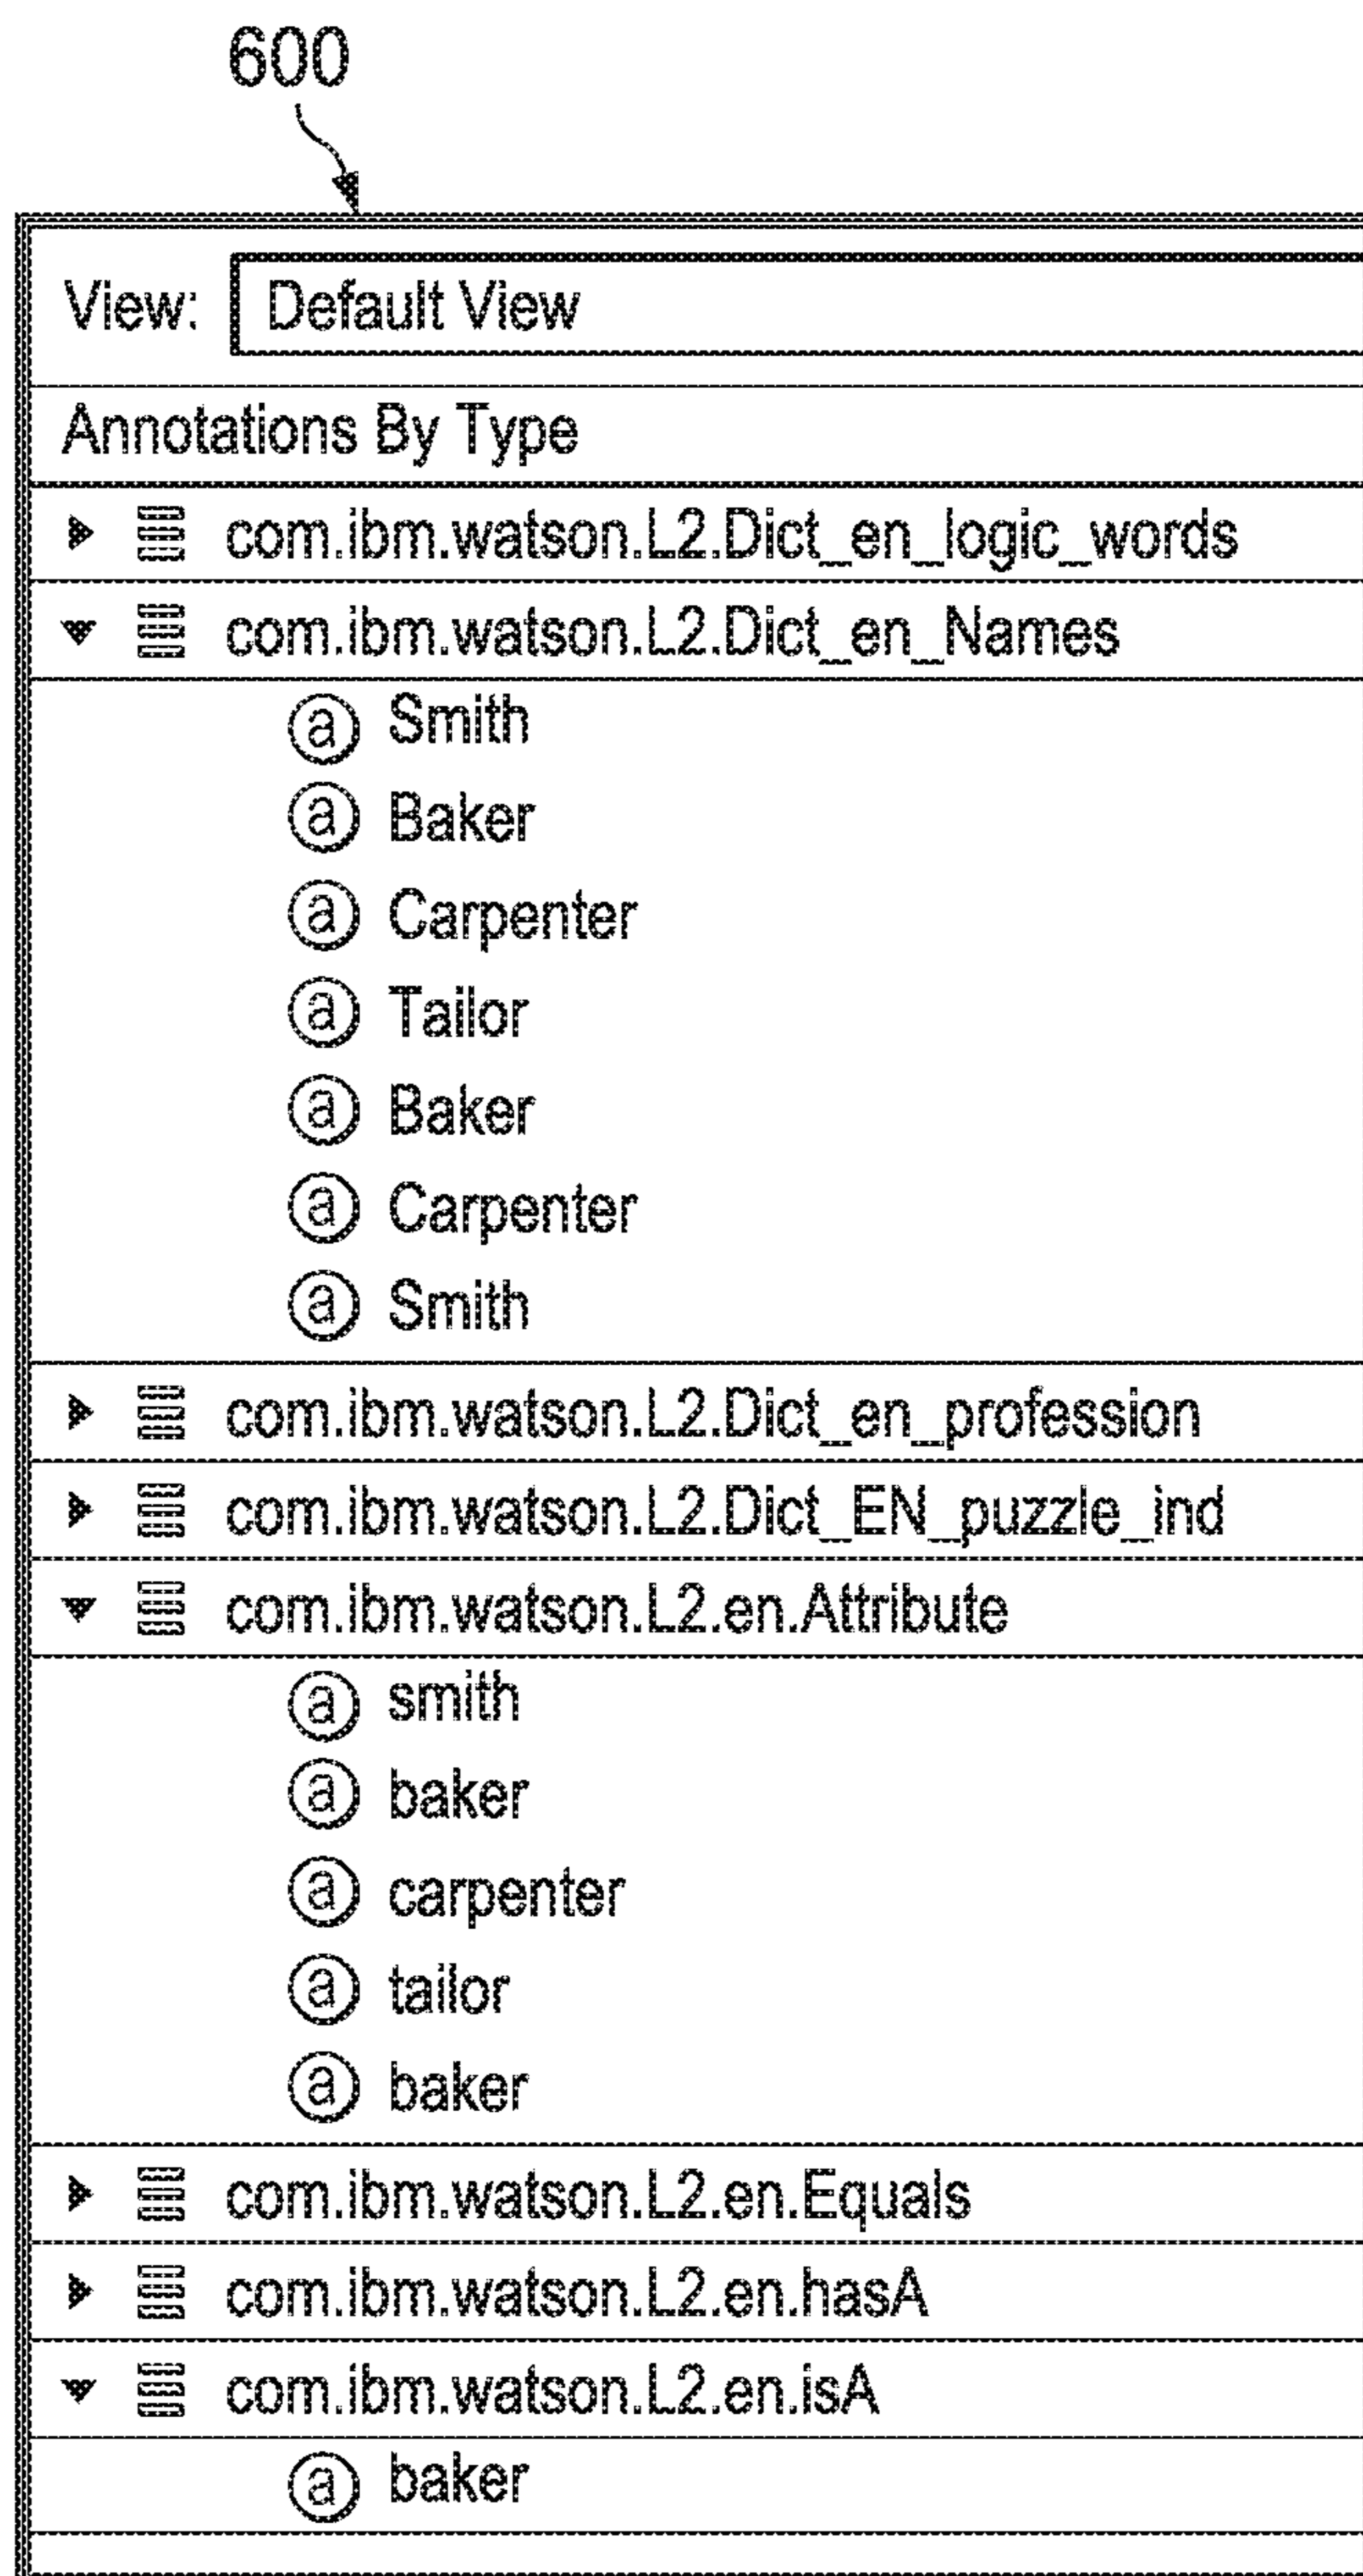 600
View: Default View
Annotations By Type
com.ibm.watson.L2.Dict_en_logic_words
com.ibm.watson.L2.Dict_en_Names
a Smith
a Baker
a Carpenter
a Tailor
a Baker
a Carpenter
a Smith
com.ibm.watson.L2.Dict_en_profession
com.ibm.watson.L2.Dict_EN_puzzle_ind
com.ibm.watson.L2.en.Attribute
a smith
a baker
a carpenter
a tailor
a baker
com.ibm.watson.L2.en.Equals
com.ibm.watson.L2.en.hasA
com.ibm.watson.L2.en.isA
a baker